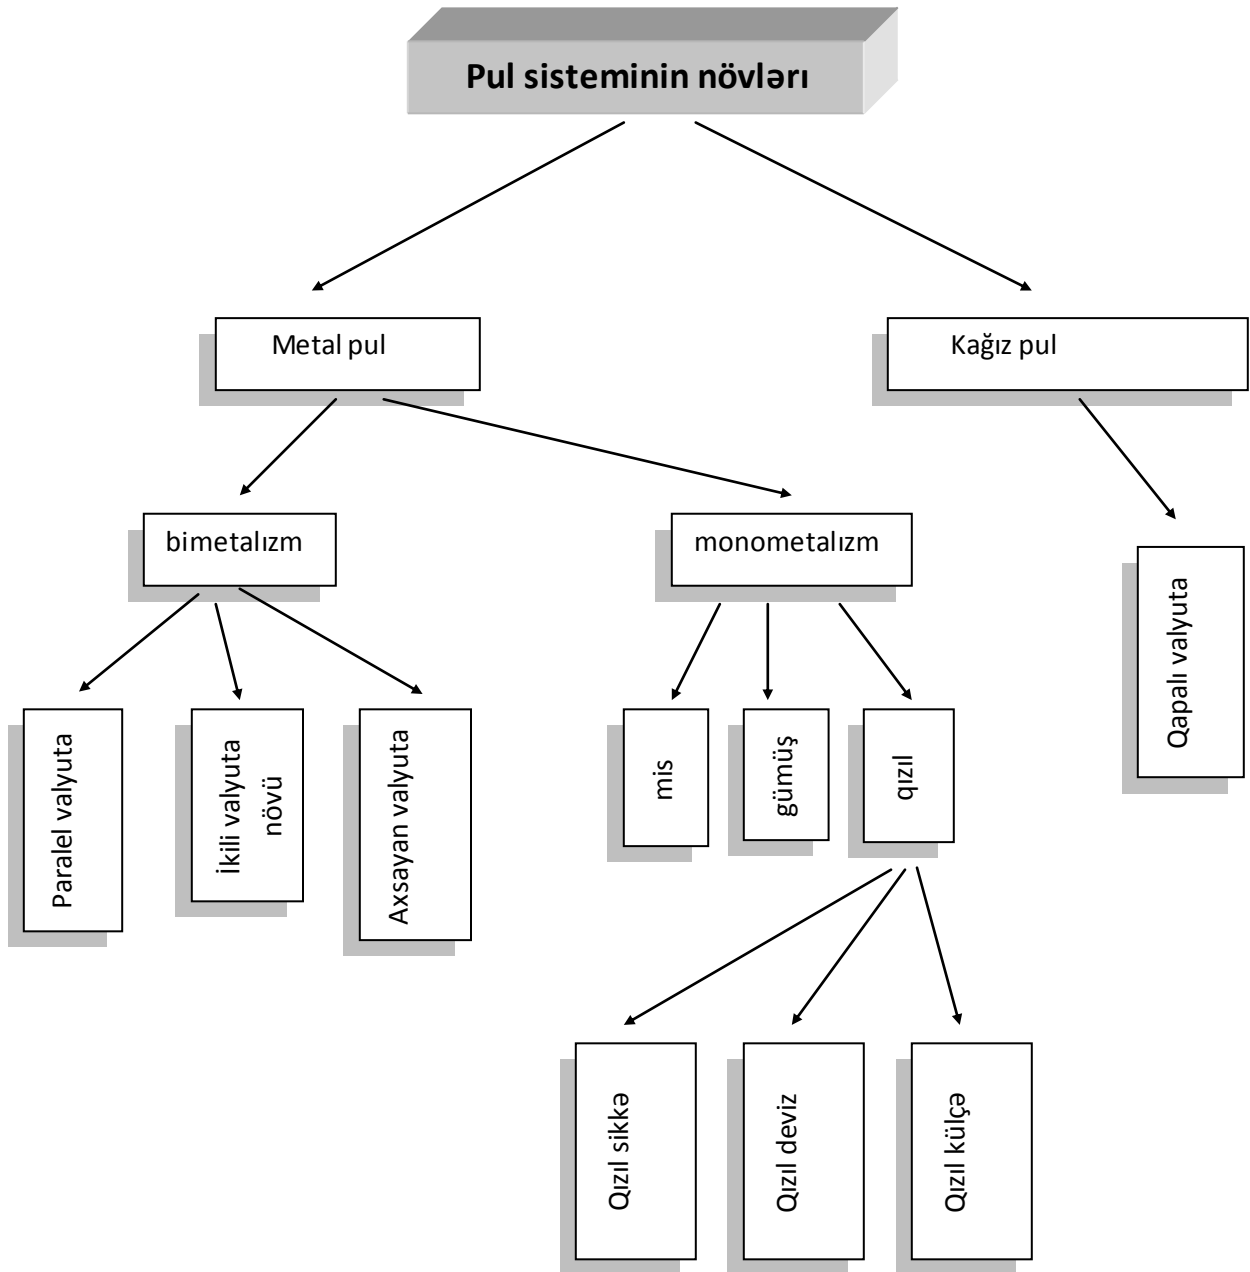 Pul sisteminin növlərı
Metal pul
Kağız pul
bimetalızm
monometalızm
Qapalı valyuta
Paralel valyuta
İkili valyuta
növü
Axsayan valyuta
mis
gümüş
qızıl
Qızıl sikkə
Qızıl deviz
Qızıl külçə